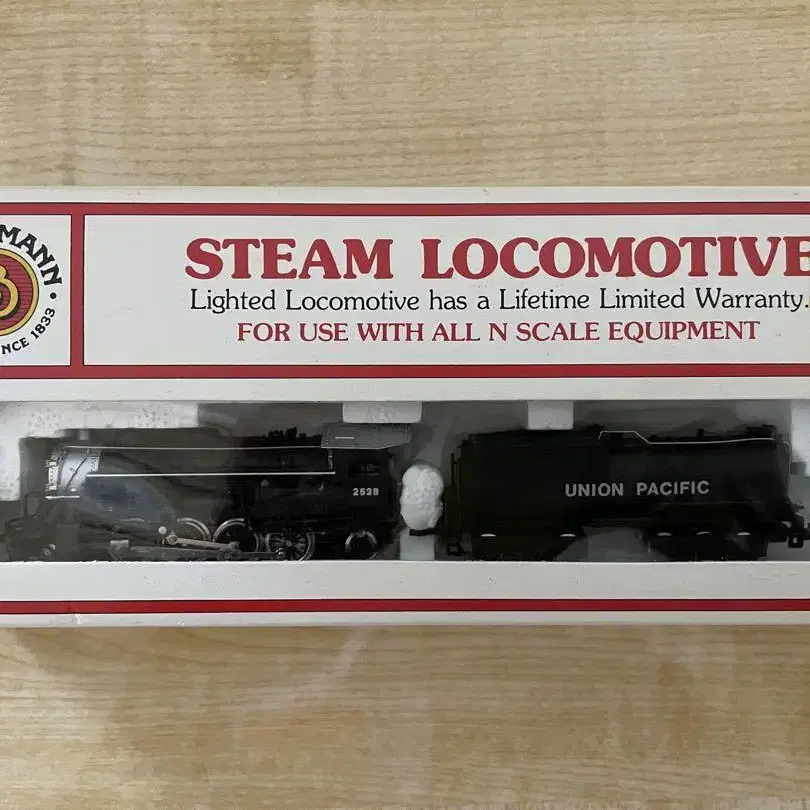 MANN
NCE 1833
STEAM LOCOMOTIVE
Lighted Locomotive has a Lifetime Limited Warranty.
FOR USE WITH ALL N SCALE EQUIPMENT
2528
UNION PACIFIC